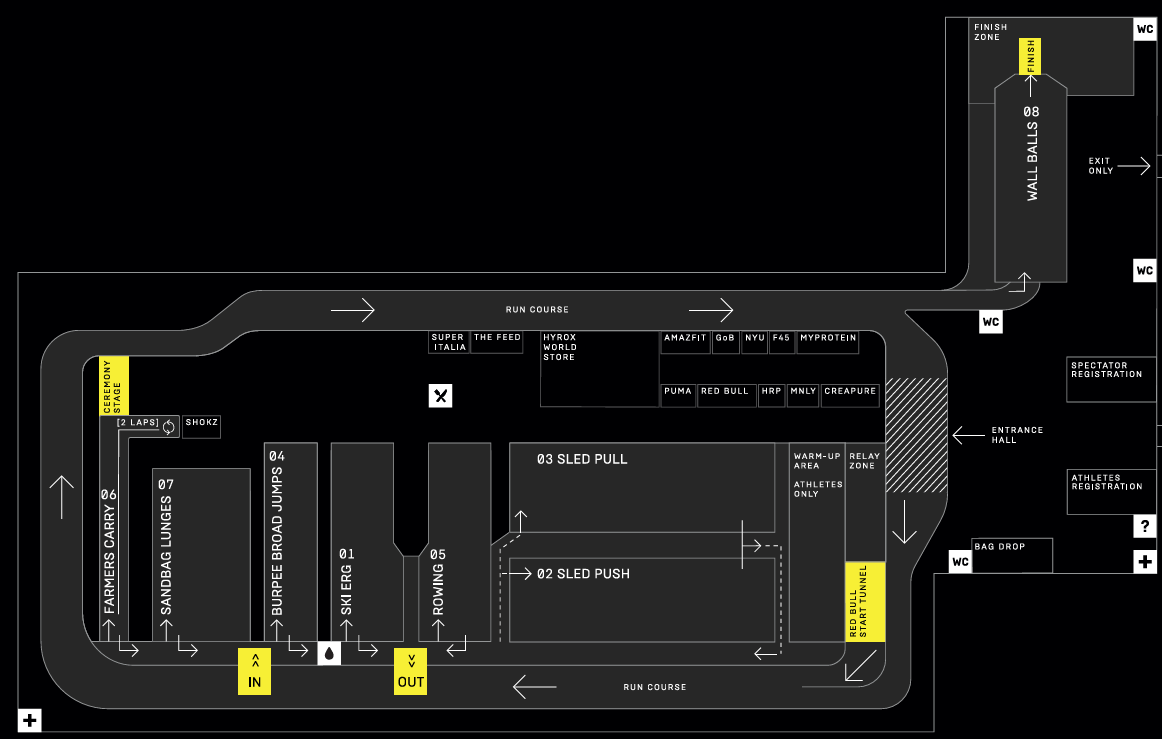 FINISH
ZONE
FINISH
WC
WALL BALLS 08
EXIT
ONLY
WC
WC
RUN COURSE
SUPER
ITALIA
THE FEED
HYROX
WORLD
STORE
AMAZFIT
GoB
NYU
F45
MYPROTEIN
PUMA
RED BULL
HRP
MNLY
CREAPURE
SPECTATOR
REGISTRATION
CEREMONY
STAGE
[2 LAPS]
SHOKZ
ENTRANCE
HALL
FARMERS CARRY 06
SANDBAG LUNGES 07
BURPEE BROAD JUMPS 04
SKI ERG 01
ROWING 05
03 SLED PULL
02 SLED PUSH
WARM-UP
AREA
ATHLETES
ONLY
RELAY
ZONE
ATHLETES
REGISTRATION
?
WC
BAG DROP
RED BULL
START TUNNEL
IN
OUT
RUN COURSE